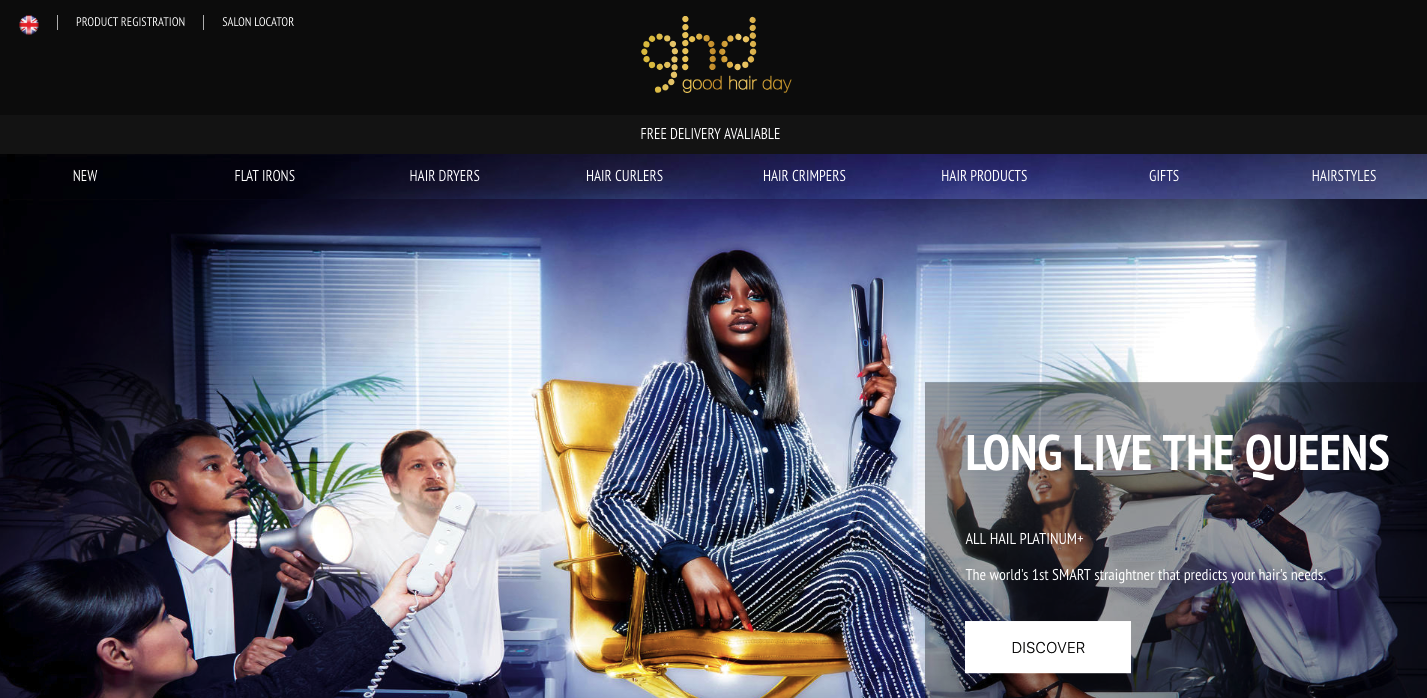 PRODUCT REGISTRATION
SALON LOCATOR
ghd
good hair day
FREE DELIVERY AVALIABLE
NEW
FLAT IRONS
HAIR DRYERS
HAIR CURLERS
HAIR CRIMPERS
HAIR PRODUCTS
GIFTS
HAIRSTYLES
LONG LIVE THE QUEENS
ALL HAIL PLATINUM+
The world's 1st SMART straightner that predicts your hair's needs.
DISCOVER